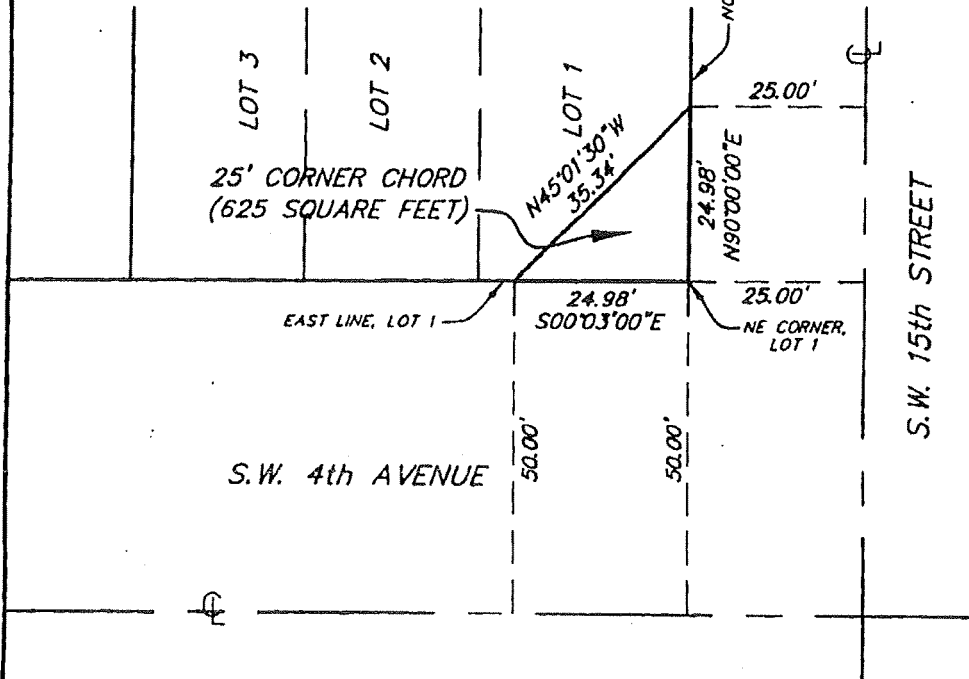 NO
LOT 3
LOT 2
LOT 1
25.00'
N45°01'30"W
35.34'
25' CORNER CHORD
(625 SQUARE FEET)
24.98'
N90°00'00"E
S.W. 15th STREET
24.98'
S00°03'00"E
25.00'
EAST LINE, LOT 1
NE CORNER,
LOT 1
50.00'
50.00'
S.W. 4th AVENUE